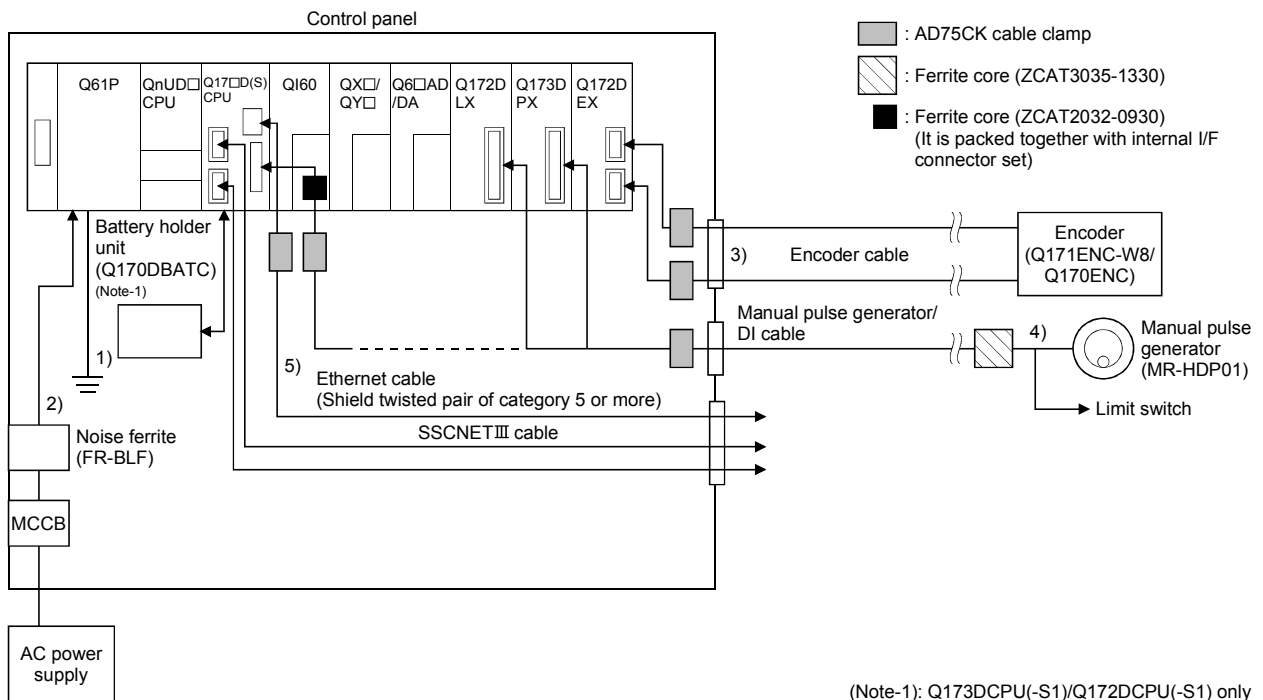 Control panel
: AD75CK cable clamp
: Ferrite core (ZCAT3035-1330)
: Ferrite core (ZCAT2032-0930)
(It is packed together with internal I/F
connector set)
Q61P
QnUD□
CPU
Q17□D(S)
CPU
QI60
QX□/
QY□
Q6□AD
/DA
Q172D
LX
Q173D
PX
Q172D
EX
Battery holder
unit
(Q170DBATC)
(Note-1)
1)
2)
3)
Encoder cable
Encoder
(Q171ENC-W8/
Q170ENC)
Manual pulse generator/
DI cable
4)
Manual pulse
generator
(MR-HDP01)
Limit switch
5)
Ethernet cable
(Shield twisted pair of category 5 or more)
SSCNETⅢ cable
Noise ferrite
(FR-BLF)
MCCB
AC power
supply
(Note-1): Q173DCPU(-S1)/Q172DCPU(-S1) only